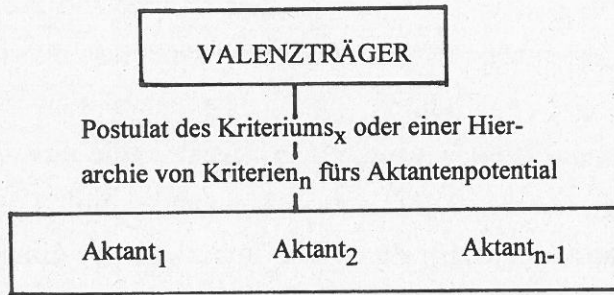 VALENZTRÄGER
Postulat des Kriteriums_x oder einer Hier-
archie von Kriterien_n fürs Aktantenpotential
Aktant_1 Aktant_2 Aktant_n-1